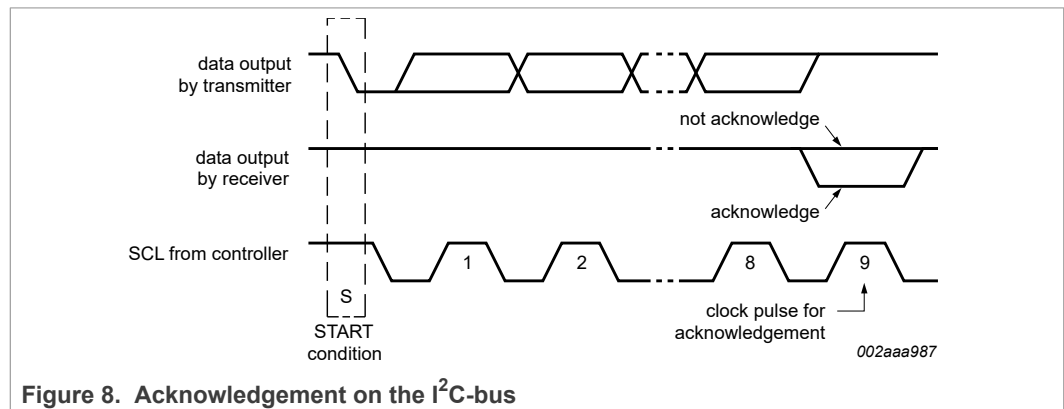 data output
by transmitter
not acknowledge
data output
by receiver
acknowledge
SCL from controller
1
2
8
9
S
START
condition
clock pulse for
acknowledgement
002aaa987
Figure 8. Acknowledgement on the I²C-bus